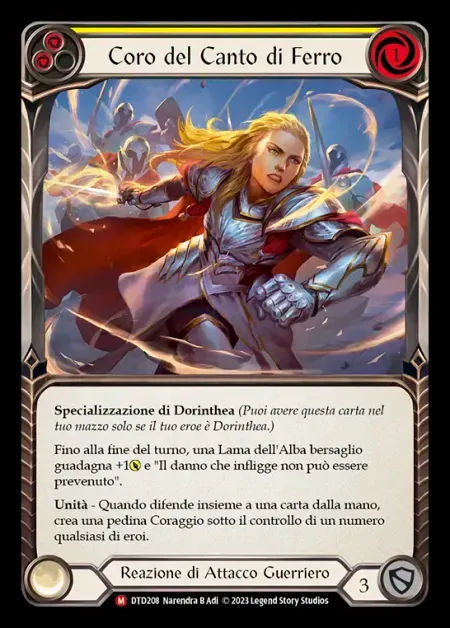 Coro del Canto di Ferro
1
Specializzazione di Dorinthea (Puoi avere questa carta nel
tuo mazzo solo se il tuo eroe è Dorinthea.)
Fino alla fine del turno, una Lama dell'Alba bersaglio
guadagna +1 e "Il danno che infligge non può essere
prevenuto".
Unità - Quando difende insieme a una carta dalla mano,
crea una pedina Coraggio sotto il controllo di un numero
qualsiasi di eroi.
Reazione di Attacco Guerriero
3
M DTD208 Narendra B Adi © 2023 Legend Story Studios